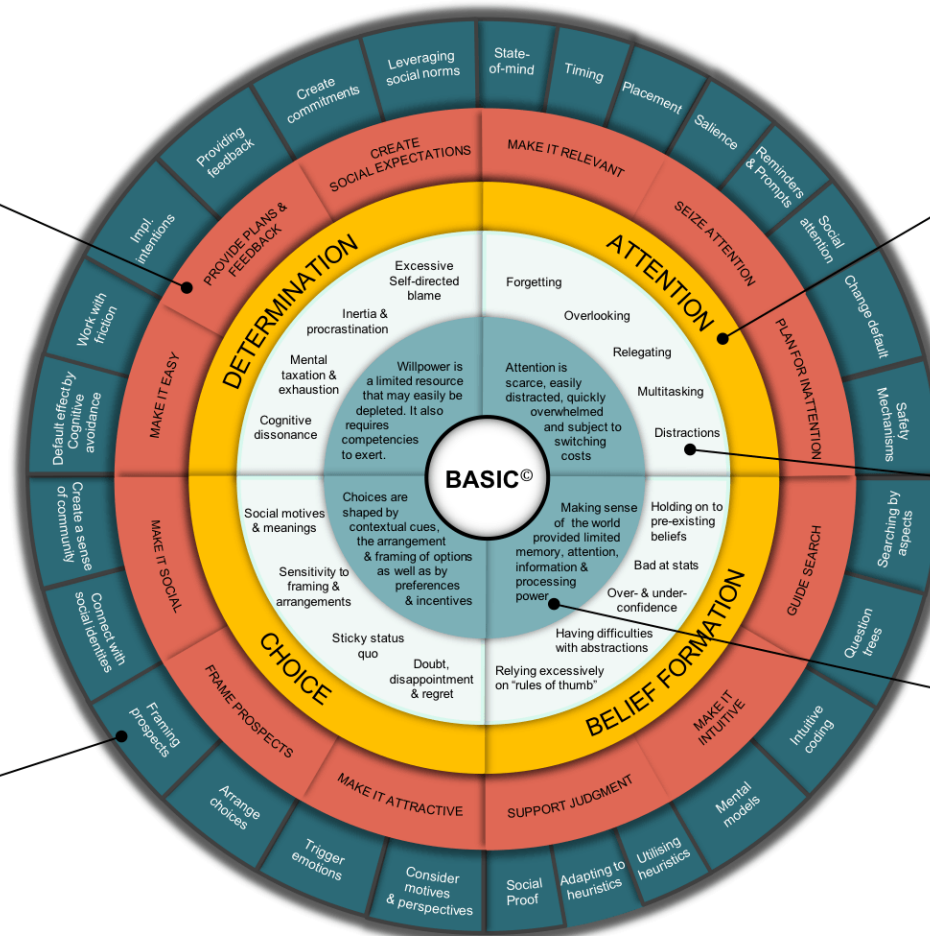 State-
of-mind
Timing
Placement
Salience
Reminders
& Prompts
Social
attention
Change default
Safety
Mechanisms
Searching by
aspects
Question
trees
Intuitive
coding
Mental
models
Utilising
heuristics
Adapting to
heuristics
Social
Proof
Consider
motives
& perspectives
Trigger
emotions
Arrange
choices
Framing
prospects
Connect with
social identites
Create a sense
of community
Default effect by
Cognitive
avoidance
Work with
friction
Impl.
intentions
Providing
feedback
Create
commitments
Leveraging
social norms
MAKE IT RELEVANT
SEIZE ATTENTION
PLAN FOR INATTENTION
GUIDE SEARCH
MAKE IT
INTUITIVE
SUPPORT JUDGMENT
MAKE IT ATTRACTIVE
FRAME PROSPECTS
MAKE IT SOCIAL
MAKE IT EASY
PROVIDE PLANS &
FEEDBACK
CREATE
SOCIAL EXPECTATIONS
ATTENTION
BELIEF FORMATION
CHOICE
DETERMINATION
Forgetting
Overlooking
Relegating
Multitasking
Distractions
Holding on to
pre-existing
beliefs
Bad at stats
Over- & under-
confidence
Having difficulties
with abstractions
Relying excessively
on “rules of thumb”
Doubt,
disappointment
& regret
Sticky status
quo
Sensitivity to
framing &
arrangements
Social motives
& meanings
Cognitive
dissonance
Mental
taxation &
exhaustion
Inertia &
procrastination
Excessive
Self-directed
blame
Attention is
scarce, easily
distracted, quickly
overwhelmed
and subject to
switching
costs
Making sense
of the world
provided limited
memory, attention,
information &
processing
power
Choices are
shaped by
contextual cues,
the arrangement
& framing of options
as well as by
preferences
& incentives
Willpower is
a limited resource
that may easily be
depleted. It also
requires
competencies
to exert.
BASIC©